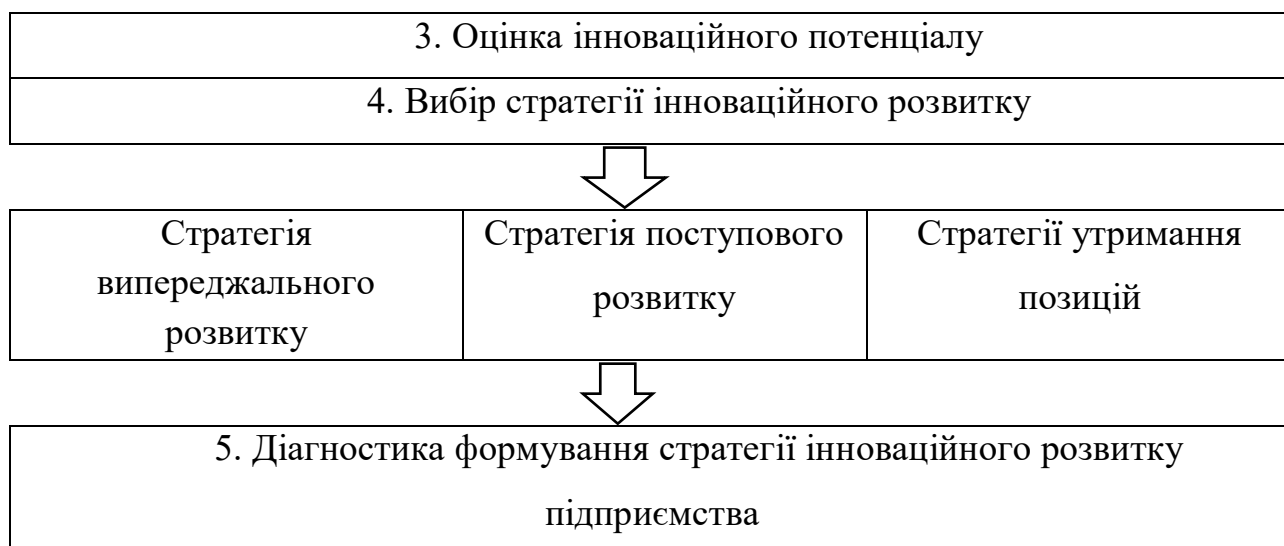 3. Оцінка інноваційного потенціалу
4. Вибір стратегії інноваційного розвитку
Стратегія
випереджального
розвитку
Стратегія поступового
розвитку
Стратегії утримання
позицій
5. Діагностика формування стратегії інноваційного розвитку
підприємства